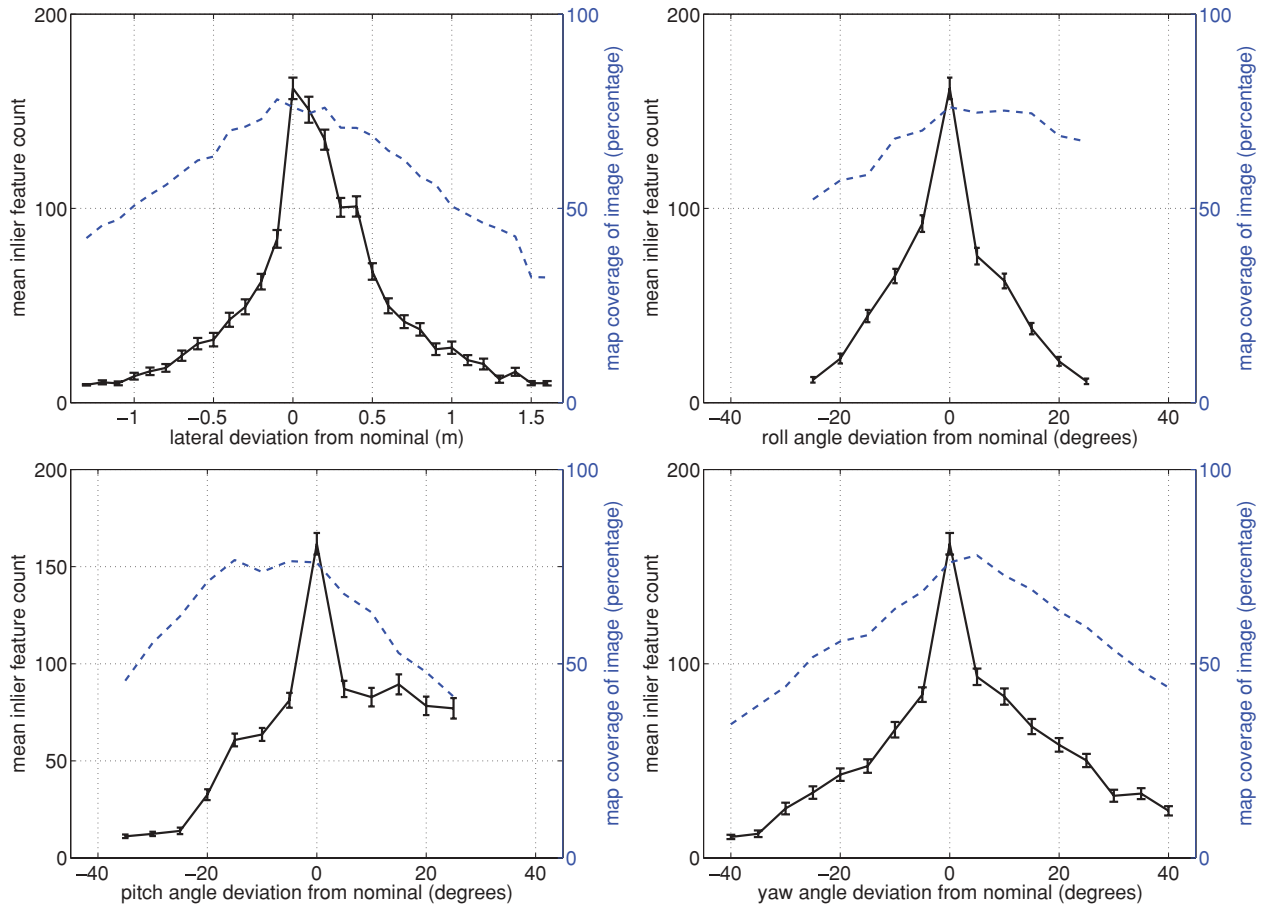 200
100
0
mean inlier feature count
100
50
0
map coverage of image (percentage)
−1 −0.5 0 0.5 1 1.5
lateral deviation from nominal (m)
200
100
0
mean inlier feature count
100
50
0
map coverage of image (percentage)
−40 −20 0 20 40
roll angle deviation from nominal (degrees)
200
150
100
50
0
mean inlier feature count
100
50
0
map coverage of image (percentage)
−40 −20 0 20 40
pitch angle deviation from nominal (degrees)
200
100
0
mean inlier feature count
100
50
0
map coverage of image (percentage)
−40 −20 0 20 40
yaw angle deviation from nominal (degrees)